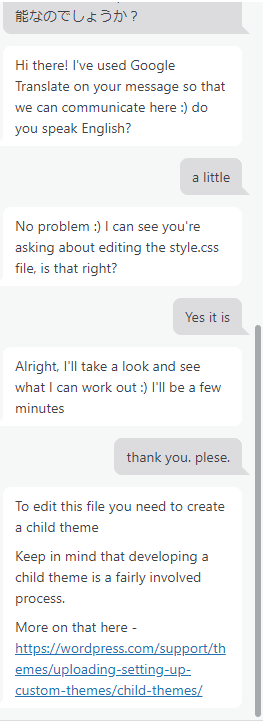 能なのでしょうか？
Hi there! I've used Google
Translate on your message so that
we can communicate here :) do
you speak English?
a little
No problem :) I can see you're
asking about editing the style.css
file, is that right?
Yes it is
Alright, I'll take a look and see
what I can work out :) I'll be a few
minutes
thank you. plese.
To edit this file you need to create
a child theme
Keep in mind that developing a
child theme is a fairly involved
process.
More on that here -
https://wordpress.com/support/th
emes/uploading-setting-up-
custom-themes/child-themes/